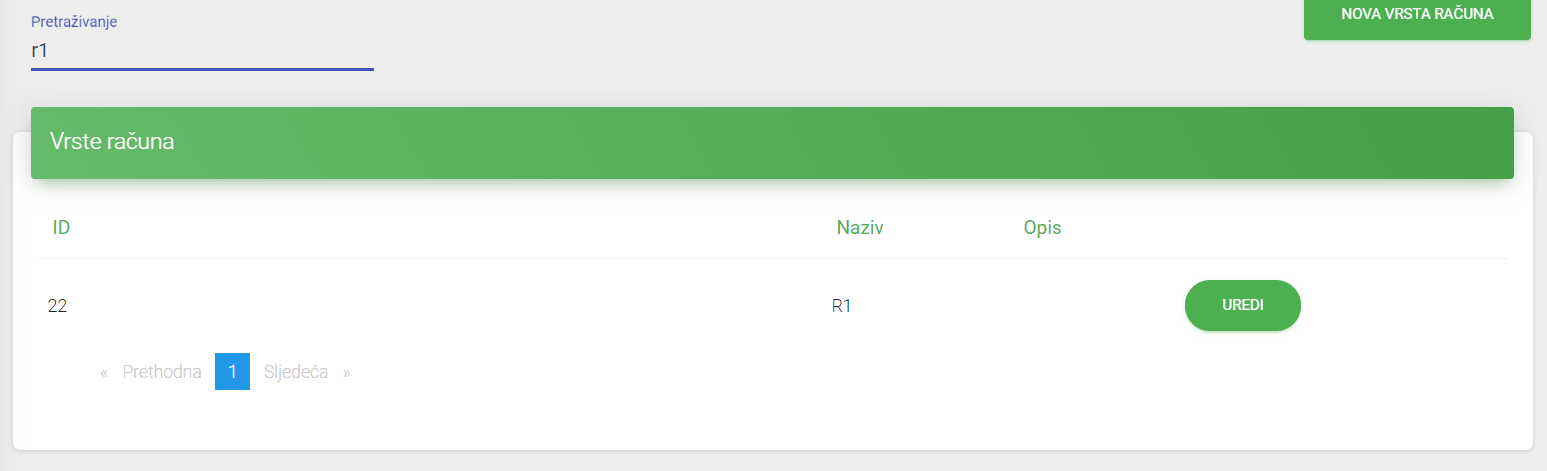 Pretraživanje
NOVA VRSTA RAČUNA
r1
Vrste računa
ID Naziv Opis
22 R1 UREDI
« Prethodna 1 Sljedeća »